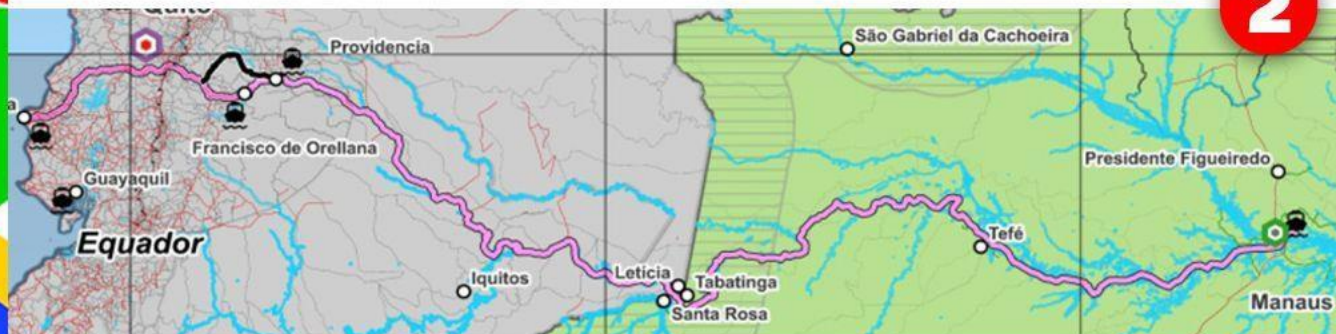 Quito
2
Providencia
São Gabriel da Cachoeira
a
Francisco de Orellana
Presidente Figueiredo
Guayaquil
Equador
Tefé
Iquitos
Letícia
Tabatinga
Santa Rosa
Manaus